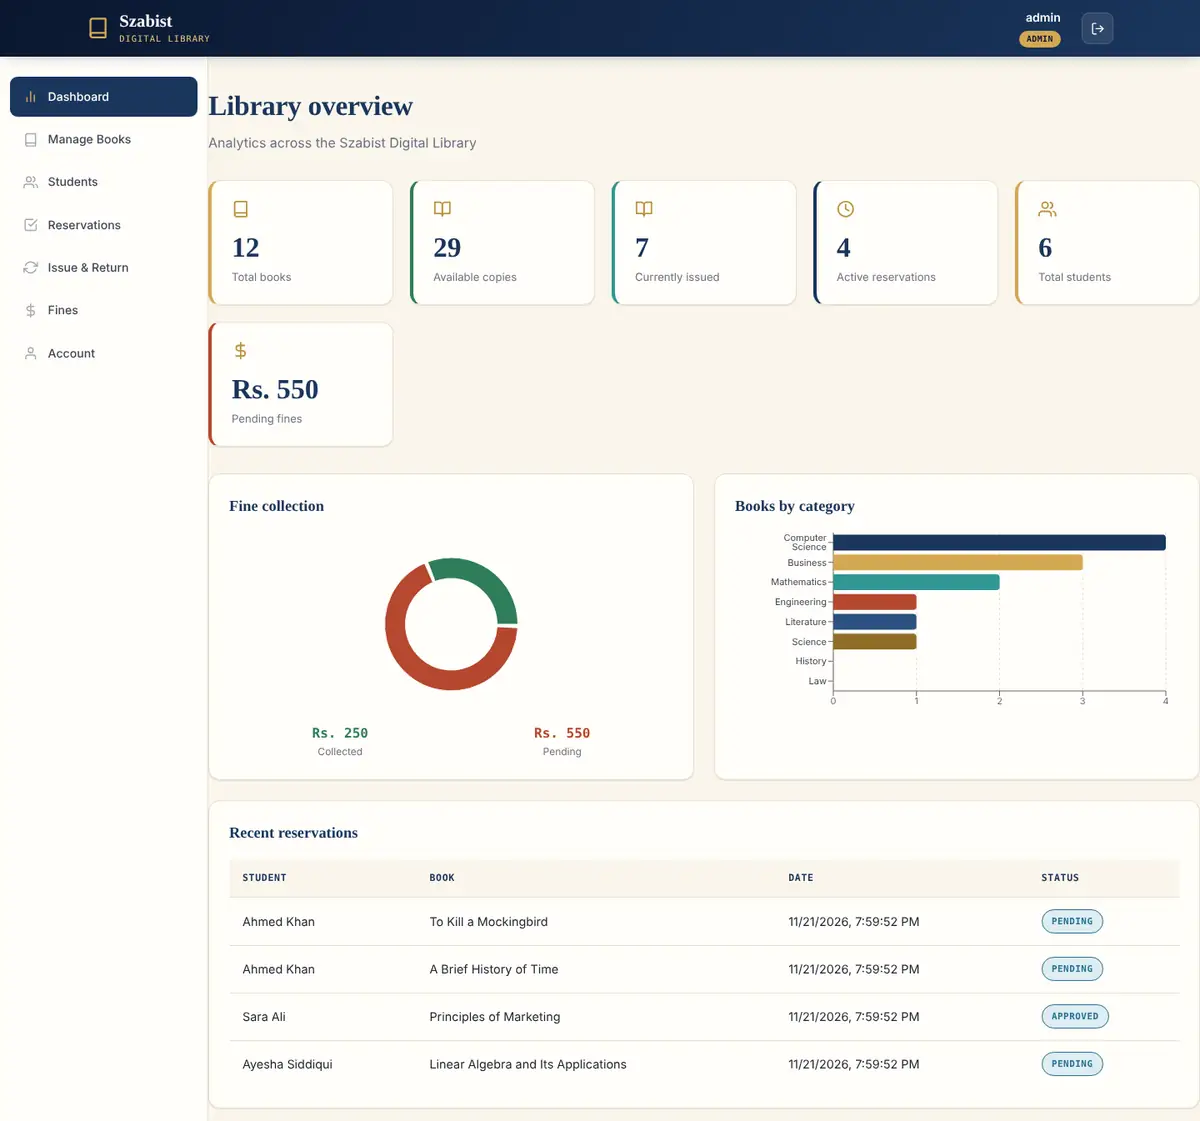 Szabist
DIGITAL LIBRARY
admin
ADMIN
Dashboard
Manage Books
Students
Reservations
Issue & Return
Fines
Account
Library overview
Analytics across the Szabist Digital Library
12
Total books
29
Available copies
7
Currently issued
4
Active reservations
6
Total students
Rs. 550
Pending fines
Fine collection
Rs. 250
Collected
Rs. 550
Pending
Books by category
Computer
Science
Business
Mathematics
Engineering
Literature
Science
History
Law
0 1 2 3 4
Recent reservations
STUDENT BOOK DATE STATUS
Ahmed Khan To Kill a Mockingbird 11/21/2026, 7:59:52 PM PENDING
Ahmed Khan A Brief History of Time 11/21/2026, 7:59:52 PM PENDING
Sara Ali Principles of Marketing 11/21/2026, 7:59:52 PM APPROVED
Ayesha Siddiqui Linear Algebra and Its Applications 11/21/2026, 7:59:52 PM PENDING